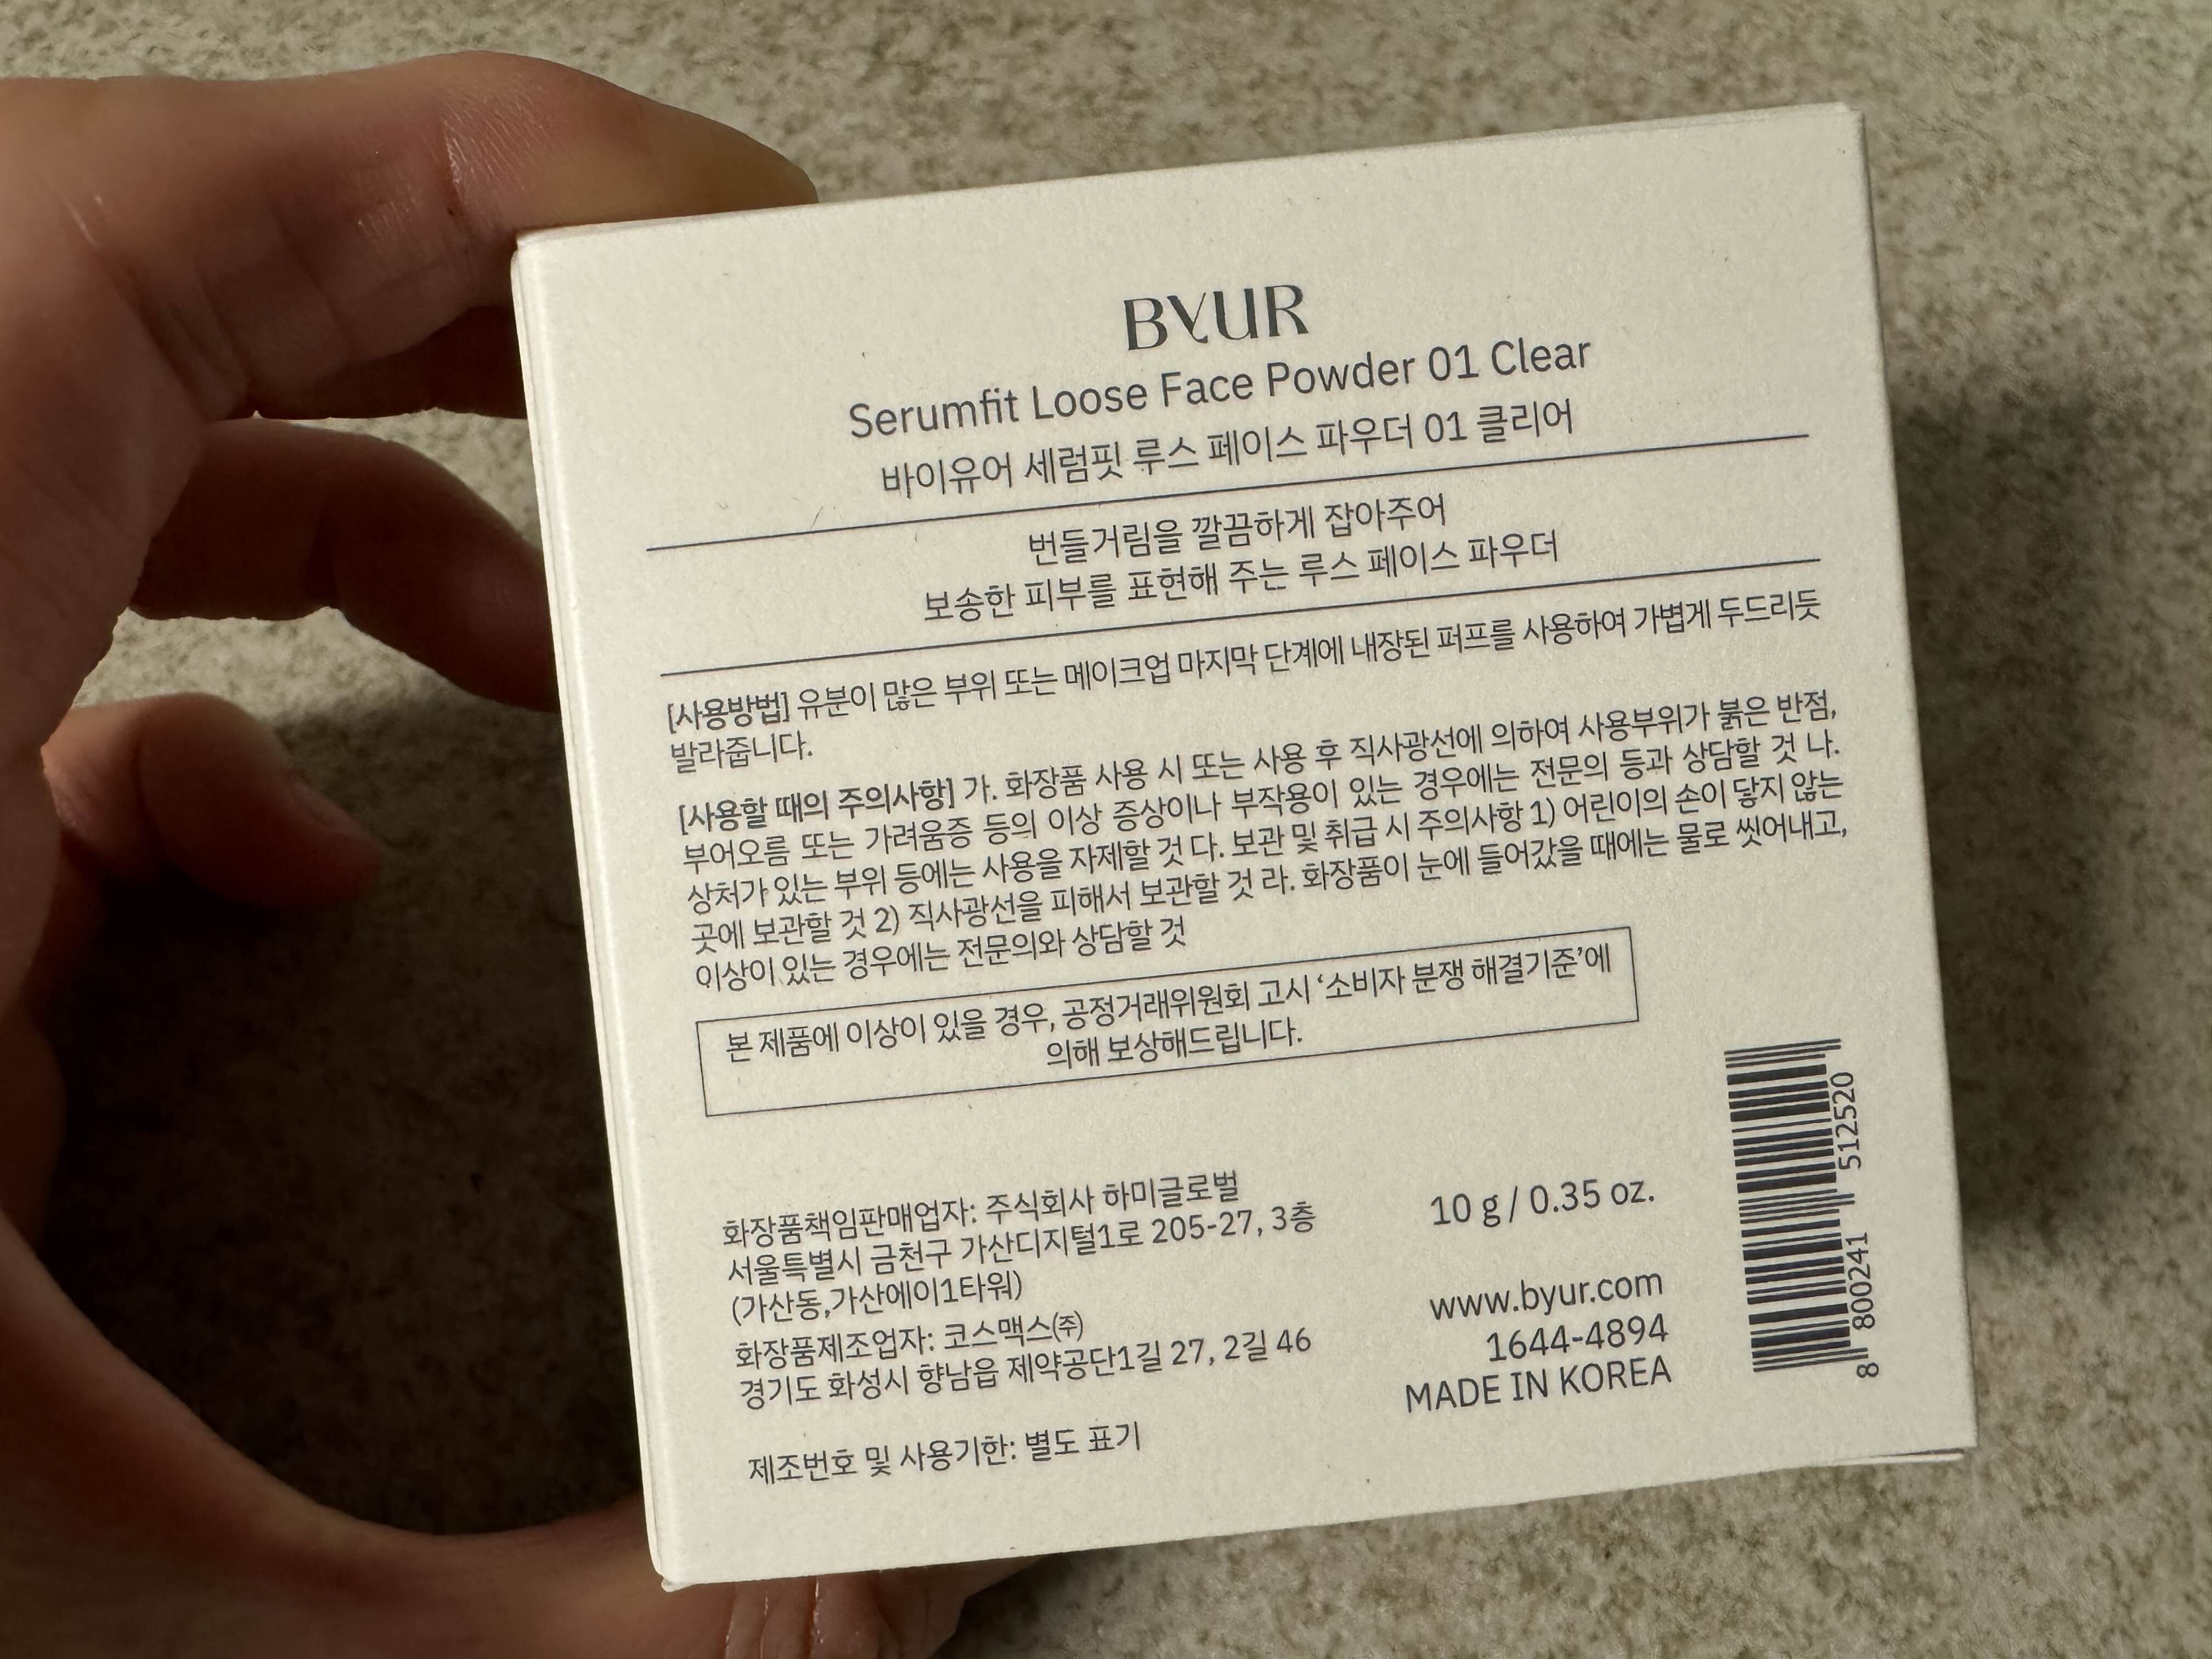 BYUR
Serumfit Loose Face Powder 01 Clear
바이유어 세럼핏 루스 페이스 파우더 01 클리어
번들거림을 깔끔하게 잡아주어
보송한 피부를 표현해 주는 루스 페이스 파우더
[사용방법] 유분이 많은 부위 또는 메이크업 마지막 단계에 내장된 퍼프를 사용하여 가볍게 두드리듯
발라줍니다.
[사용할 때의 주의사항] 가. 화장품 사용 시 또는 사용 후 직사광선에 의하여 사용부위가 붉은 반점,
부어오름 또는 가려움증 등의 이상 증상이나 부작용이 있는 경우에는 전문의 등과 상담할 것 나.
상처가 있는 부위 등에는 사용을 자제할 것 다. 보관 및 취급 시 주의사항 1) 어린이의 손이 닿지 않는
곳에 보관할 것 2) 직사광선을 피해서 보관할 것 라. 화장품이 눈에 들어갔을 때에는 물로 씻어내고,
이상이 있는 경우에는 전문의와 상담할 것
본 제품에 이상이 있을 경우, 공정거래위원회 고시 ‘소비자 분쟁 해결기준’에
의해 보상해드립니다.
화장품책임판매업자: 주식회사 하미글로벌
서울특별시 금천구 가산디지털1로 205-27, 3층
(가산동,가산에이1타워)
화장품제조업자: 코스맥스㈜
경기도 화성시 향남읍 제약공단1길 27, 2길 46
제조번호 및 사용기한: 별도 표기
10 g / 0.35 oz.
www.byur.com
1644-4894
MADE IN KOREA
8 800241 512520